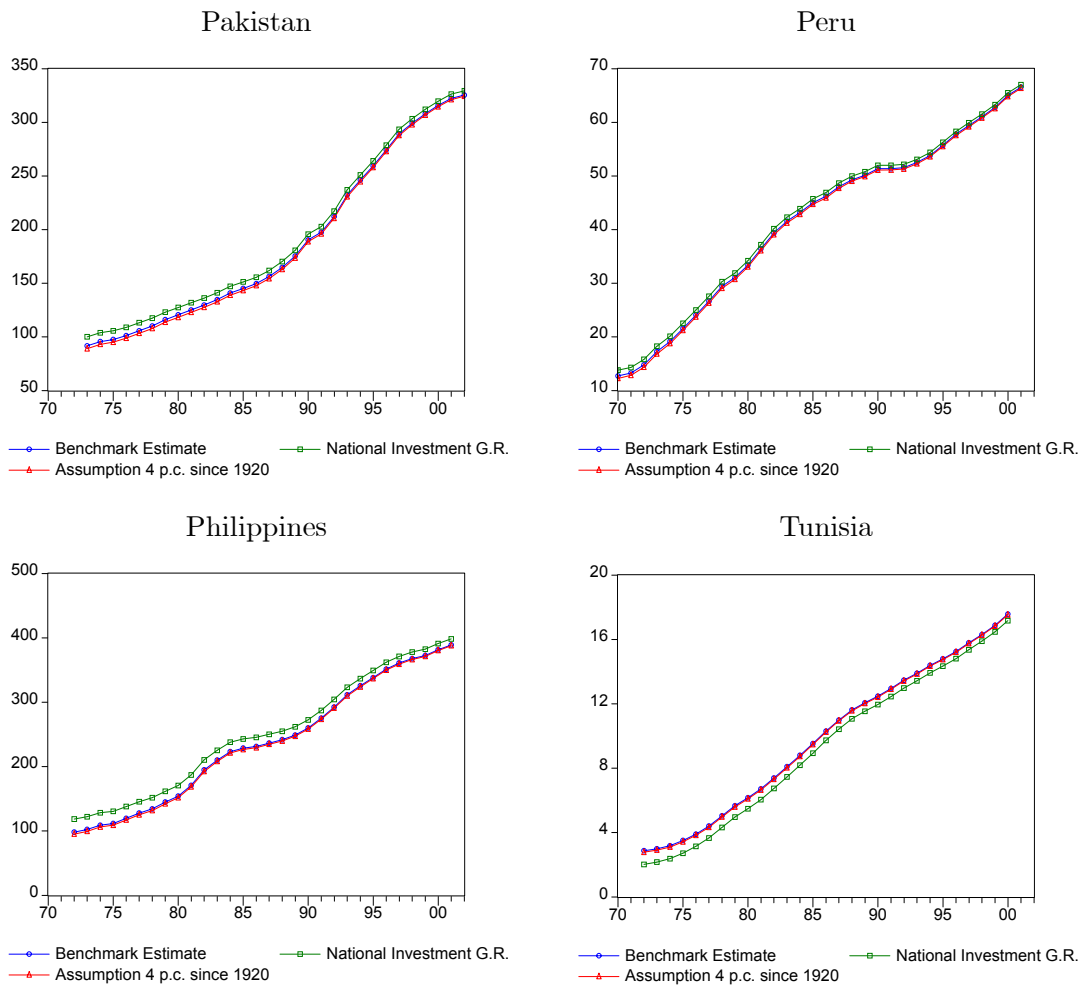 Pakistan
350
300
250
200
150
100
50
70 75 80 85 90 95 00
Benchmark Estimate National Investment G.R.
Assumption 4 p.c. since 1920
Peru
70
60
50
40
30
20
10
70 75 80 85 90 95 00
Benchmark Estimate National Investment G.R.
Assumption 4 p.c. since 1920
Philippines
500
400
300
200
100
0
70 75 80 85 90 95 00
Benchmark Estimate National Investment G.R.
Assumption 4 p.c. since 1920
Tunisia
20
16
12
8
4
0
70 75 80 85 90 95 00
Benchmark Estimate National Investment G.R.
Assumption 4 p.c. since 1920